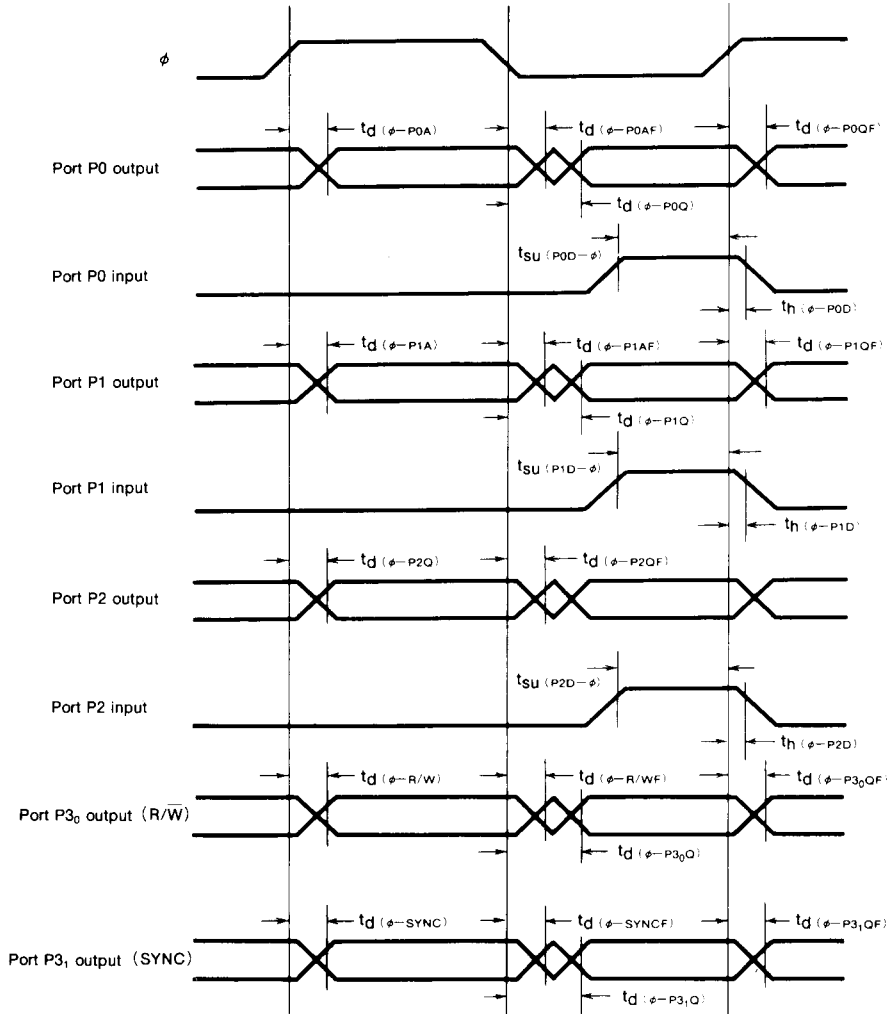 ϕ
td (ϕ−P0A) td (ϕ−P0AF) td (ϕ−P0QF)
Port P0 output
td (ϕ−P0Q)
tsu (P0D−ϕ)
Port P0 input
th (ϕ−P0D)
td (ϕ−P1A) td (ϕ−P1AF) td (ϕ−P1QF)
Port P1 output
td (ϕ−P1Q)
tsu (P1D−ϕ)
Port P1 input
th (ϕ−P1D)
td (ϕ−P2Q) td (ϕ−P2QF)
Port P2 output
tsu (P2D−ϕ)
Port P2 input
th (ϕ−P2D)
td (ϕ−R/W) td (ϕ−R/WF) td (ϕ−P3₀QF)
Port P3₀ output (R/W̅)
td (ϕ−P3₀Q)
td (ϕ−SYNC) td (ϕ−SYNCF) td (ϕ−P3₁QF)
Port P3₁ output (SYNC)
td (ϕ−P3₁Q)